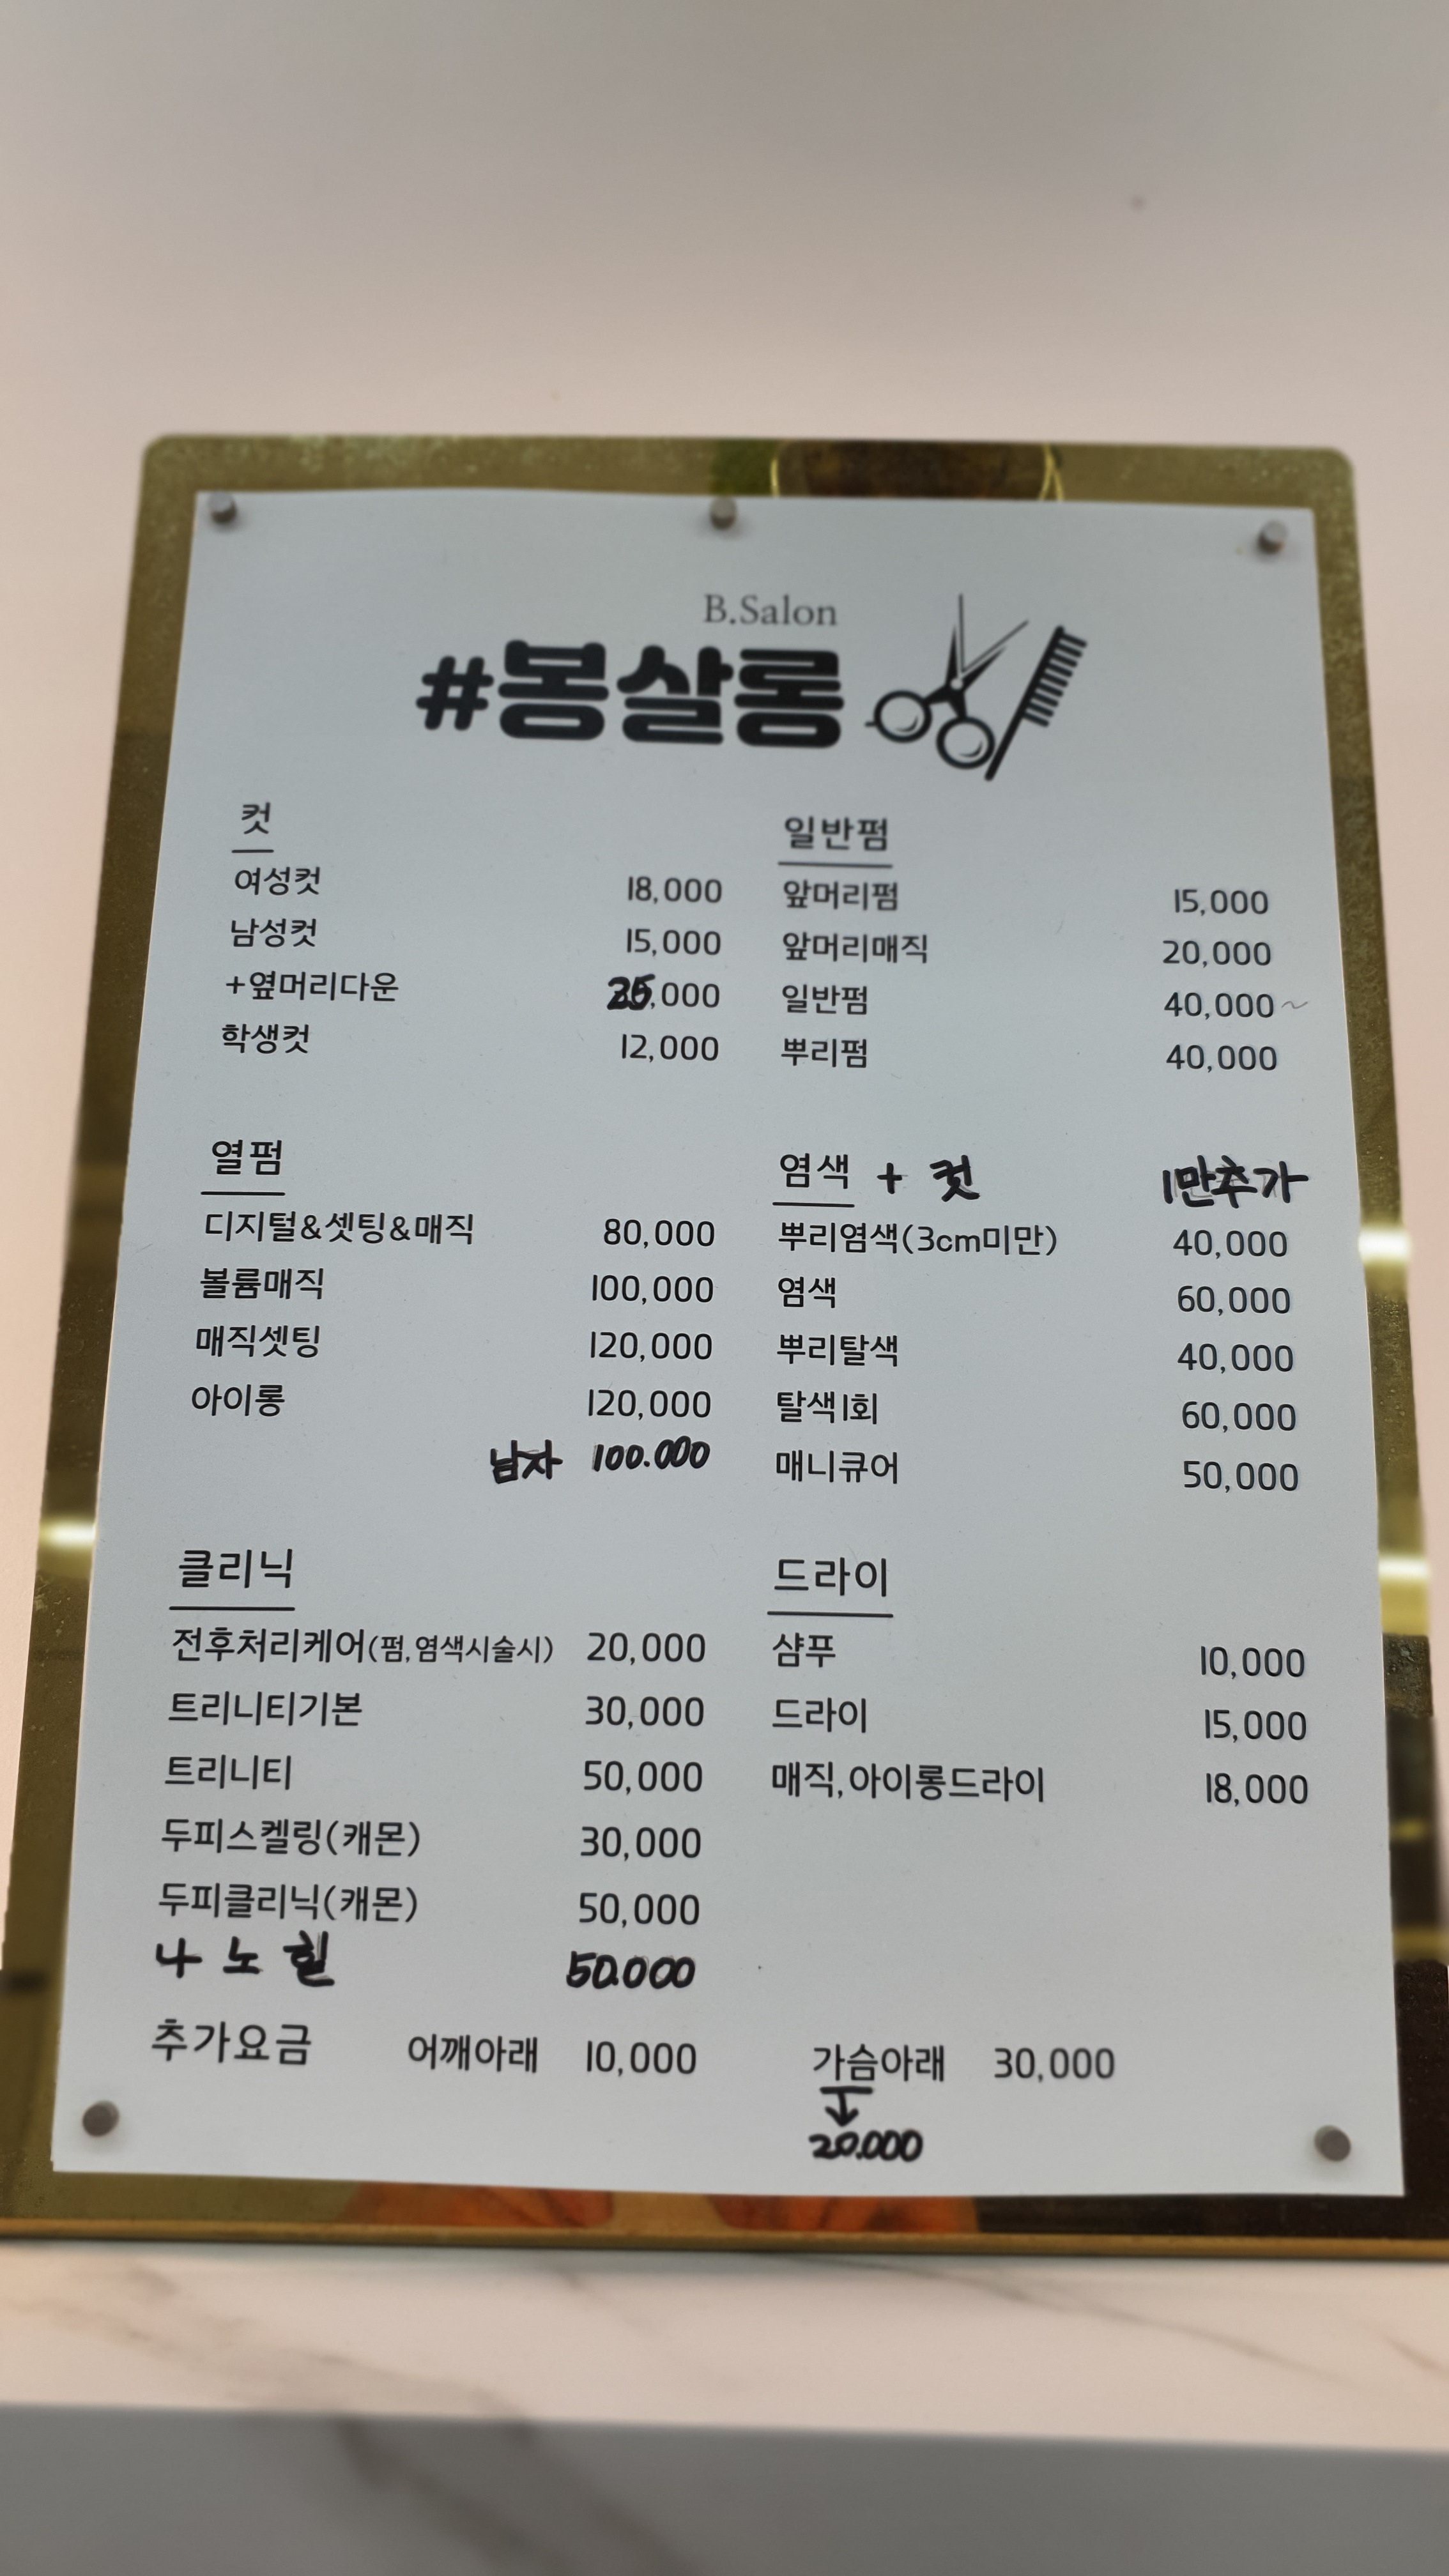 B.Salon
#봉살롱
컷
여성컷 18,000
남성컷 15,000
+옆머리다운 25,000
학생컷 12,000
일반펌
앞머리펌 15,000
앞머리매직 20,000
일반펌 40,000~
뿌리펌 40,000
열펌
디지털&셋팅&매직 80,000
볼륨매직 100,000
매직셋팅 120,000
아이롱 120,000
남자 100.000
염색 + 컷 1만추가
뿌리염색(3cm미만) 40,000
염색 60,000
뿌리탈색 40,000
탈색1회 60,000
매니큐어 50,000
클리닉
전후처리케어(펌,염색시술시) 20,000
트리니티기본 30,000
트리니티 50,000
두피스켈링(캐몬) 30,000
두피클리닉(캐몬) 50,000
나노힐 50.000
드라이
샴푸 10,000
드라이 15,000
매직,아이롱드라이 18,000
추가요금 어깨아래 10,000 가슴아래 30,000
↓
20.000